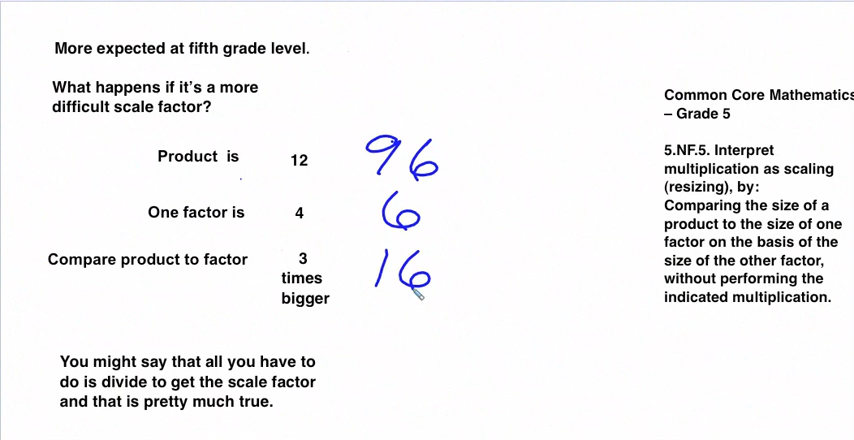 More expected at fifth grade level.
What happens if it's a more
difficult scale factor?
Product is 12 96
One factor is 4 6
Compare product to factor 3 16
times
bigger
You might say that all you have to
do is divide to get the scale factor
and that is pretty much true.
Common Core Mathematics
– Grade 5
5.NF.5. Interpret
multiplication as scaling
(resizing), by:
Comparing the size of a
product to the size of one
factor on the basis of the
size of the other factor,
without performing the
indicated multiplication.